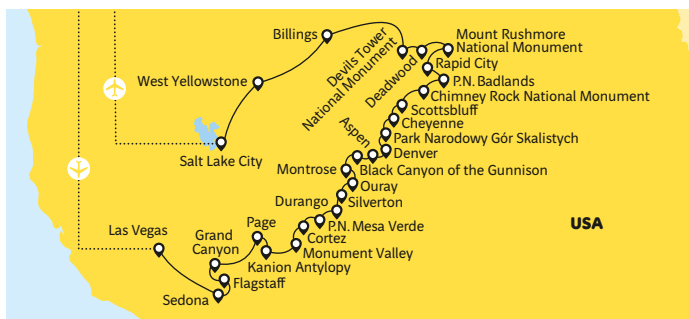 Billings
Devils Tower
National Monument
Deadwood
Mount Rushmore
National Monument
Rapid City
P.N. Badlands
West Yellowstone
Chimney Rock National Monument
Scottsbluff
Cheyenne
Park Narodowy Gór Skalistych
Aspen
Denver
Salt Lake City
Montrose
Black Canyon of the Gunnison
Ouray
Durango
Silverton
Page
P.N. Mesa Verde
Las Vegas
Grand
Canyon
Cortez
Monument Valley
Kanion Antylopy
Flagstaff
Sedona
USA